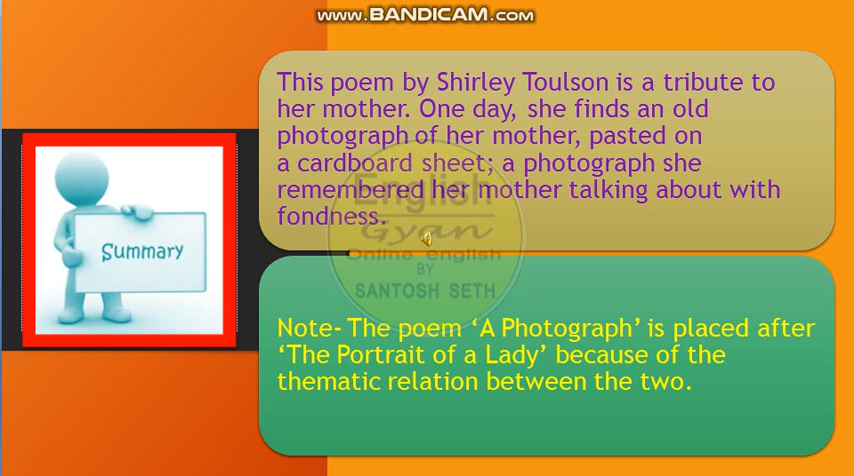 www.BANDICAM.com
This poem by Shirley Toulson is a tribute to
her mother. One day, she finds an old
photograph of her mother, pasted on
a cardboard sheet; a photograph she
remembered her mother talking about with
fondness.
English
Gyan
Online english
BY
SANTOSH SETH
Summary
Note- The poem ‘A Photograph’ is placed after
‘The Portrait of a Lady’ because of the
thematic relation between the two.